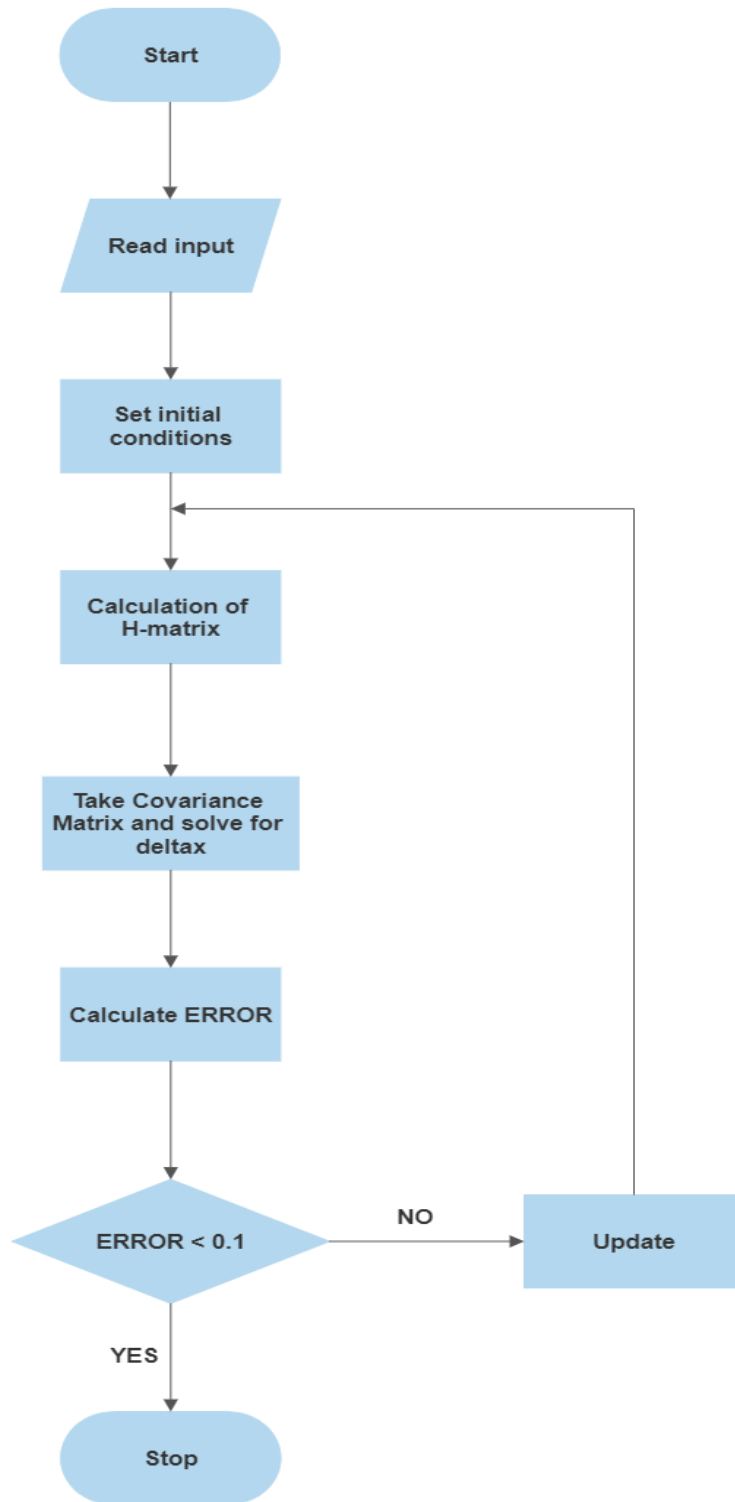 Start
Read input
Set initial
conditions
Calculation of
H-matrix
Take Covariance
Matrix and solve for
deltax
Calculate ERROR
ERROR < 0.1
NO
Update
YES
Stop